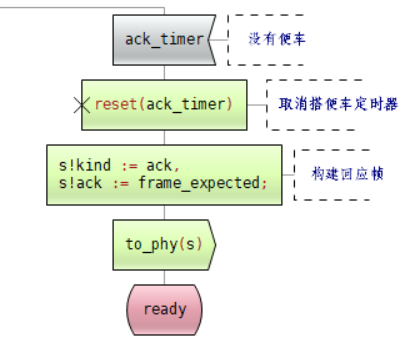 ack_timer
没有便车
reset(ack_timer)
取消搭便车定时器
s!kind := ack,
s!ack := frame_expected;
构建回应帧
to_phy(s)
ready